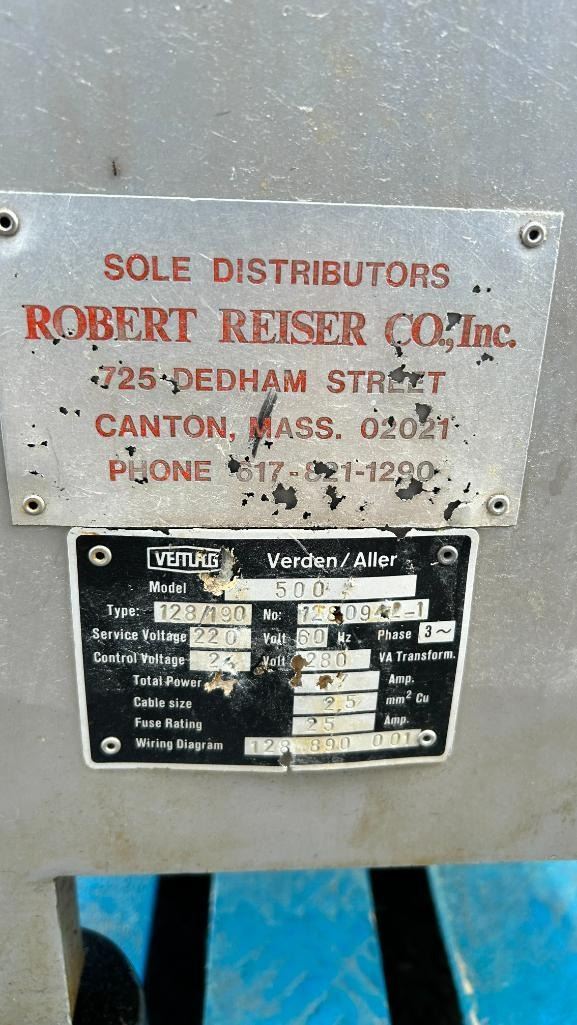 SOLE DISTRIBUTORS
ROBERT REISER CO., Inc.
725 DEDHAM STREET
CANTON, MASS. 02021
PHONE 617-821-1290
VEMAG Verden/Aller
Model 500
Type: 128/190 No:
Service Voltage 220 Volt 60 Hz Phase 3~
Control Voltage Volt 280 VA Transform.
Total Power Amp.
Cable size 2,5 mm² Cu
Fuse Rating 25 Amp.
Wiring Diagram 128 890 001